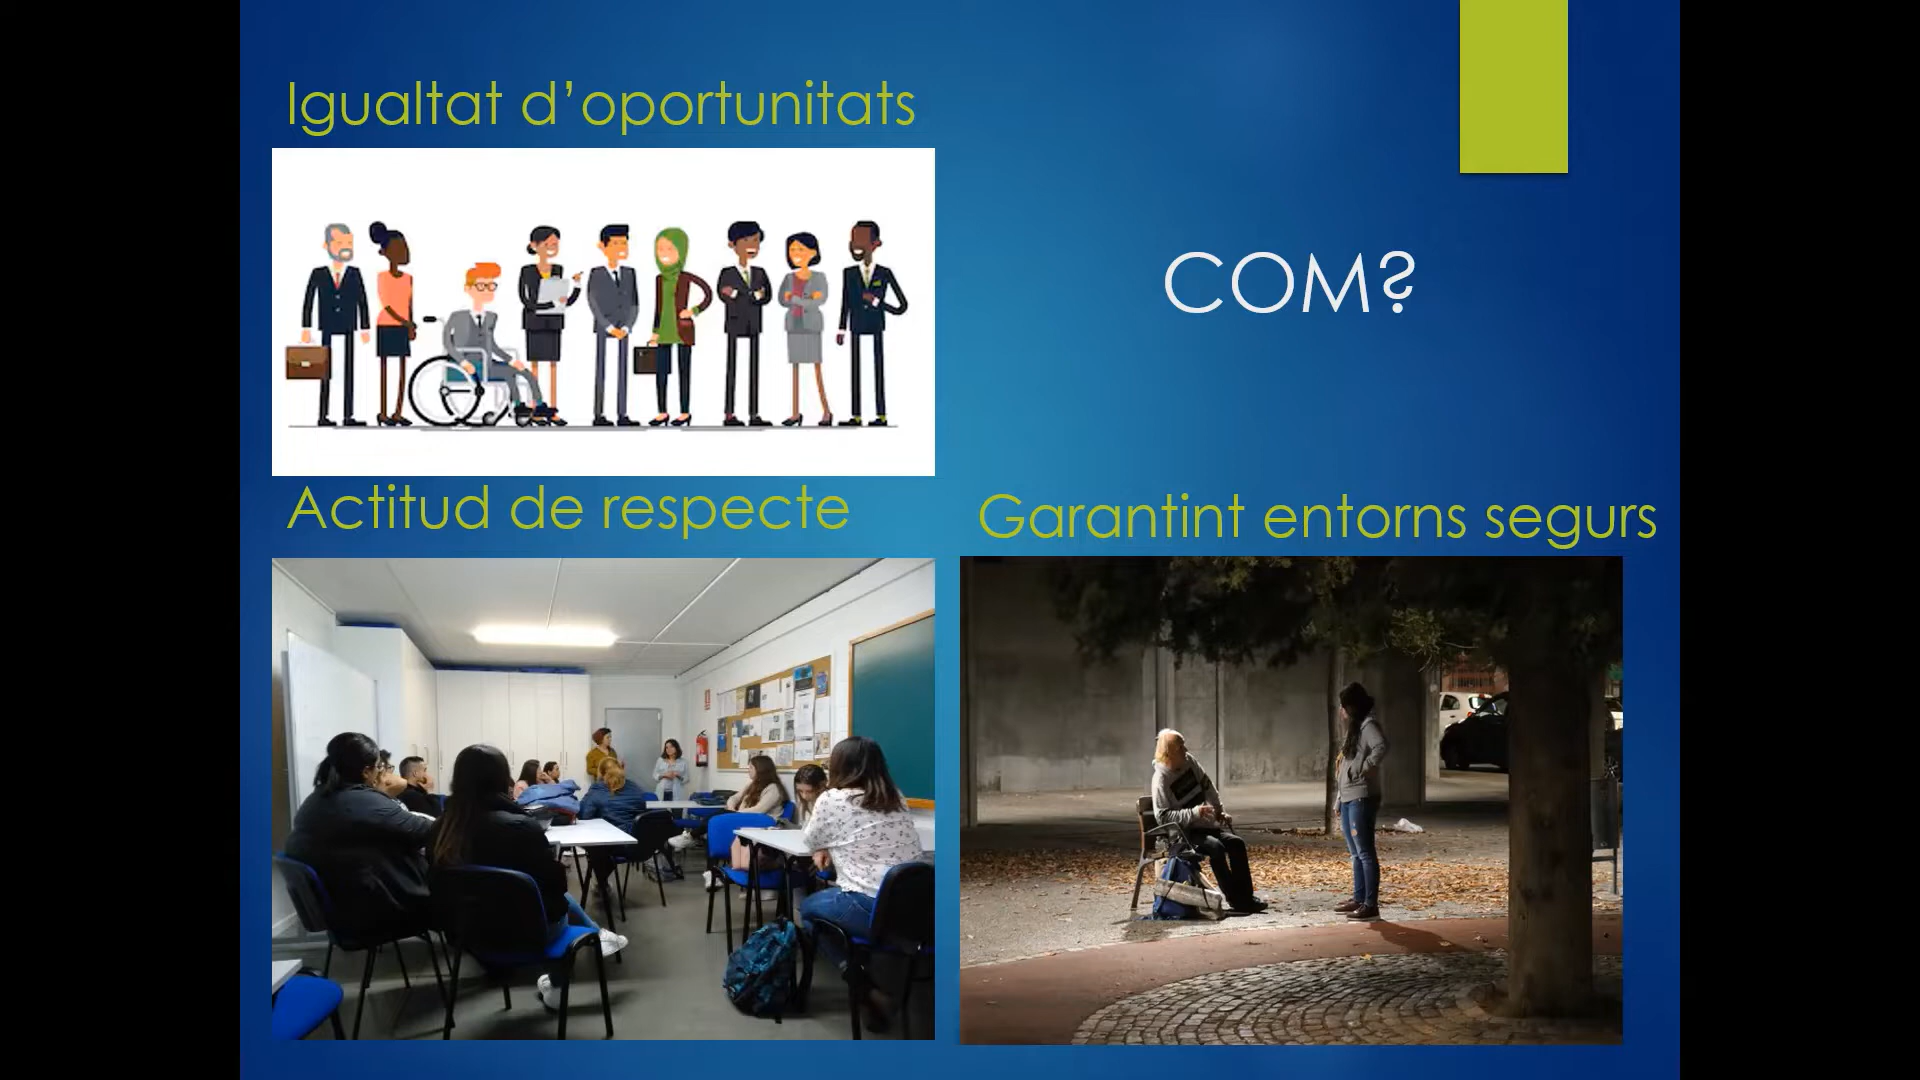 Igualtat d’oportunitats
COM?
Actitud de respecte
Garantint entorns segurs